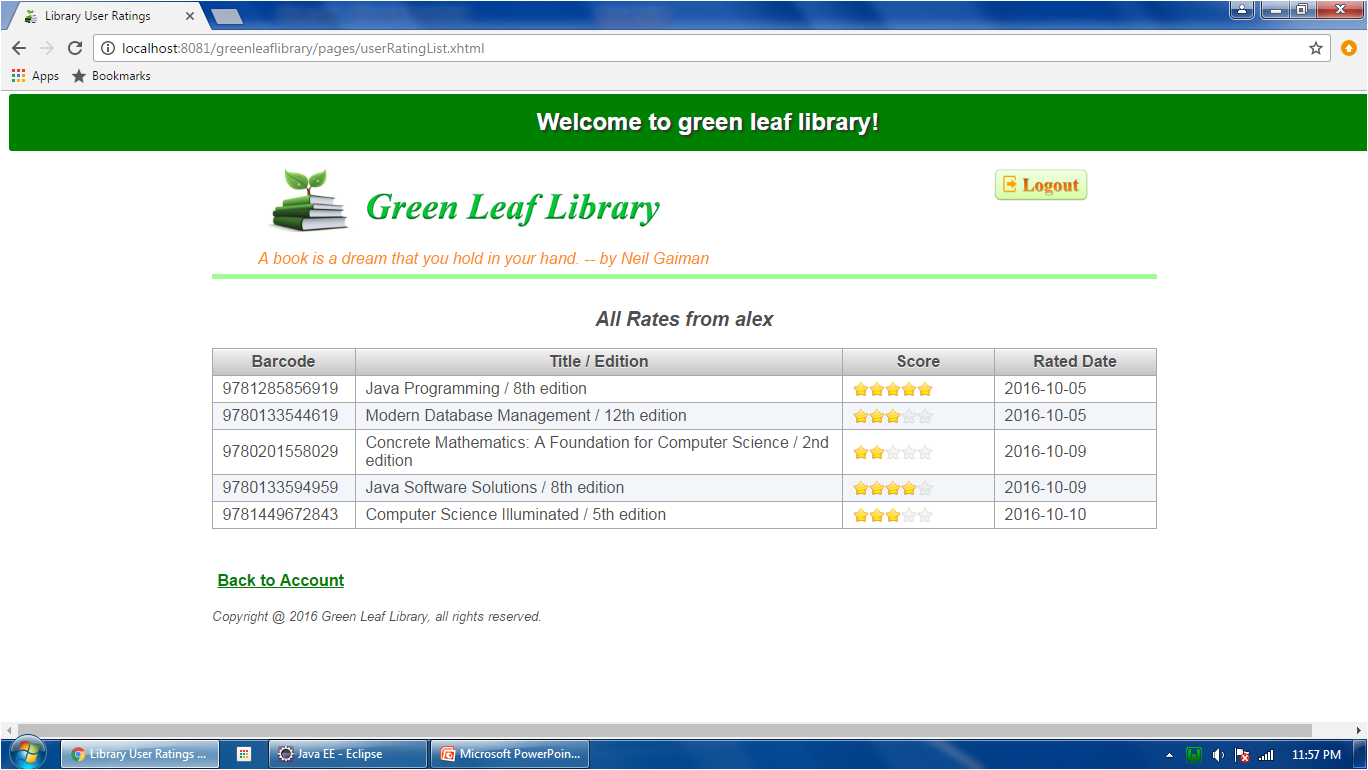 Library User Ratings
localhost:8081/greenleaflibrary/pages/userRatingList.xhtml
Apps Bookmarks
Welcome to green leaf library!
Green Leaf Library
Logout
A book is a dream that you hold in your hand. -- by Neil Gaiman
All Rates from alex
Barcode Title / Edition Score Rated Date
9781285856919 Java Programming / 8th edition 2016-10-05
9780133544619 Modern Database Management / 12th edition 2016-10-05
9780201558029 Concrete Mathematics: A Foundation for Computer Science / 2nd
edition 2016-10-09
9780133594959 Java Software Solutions / 8th edition 2016-10-09
9781449672843 Computer Science Illuminated / 5th edition 2016-10-10
Back to Account
Copyright @ 2016 Green Leaf Library, all rights reserved.
Library User Ratings ... Java EE - Eclipse Microsoft PowerPoin... 11:57 PM